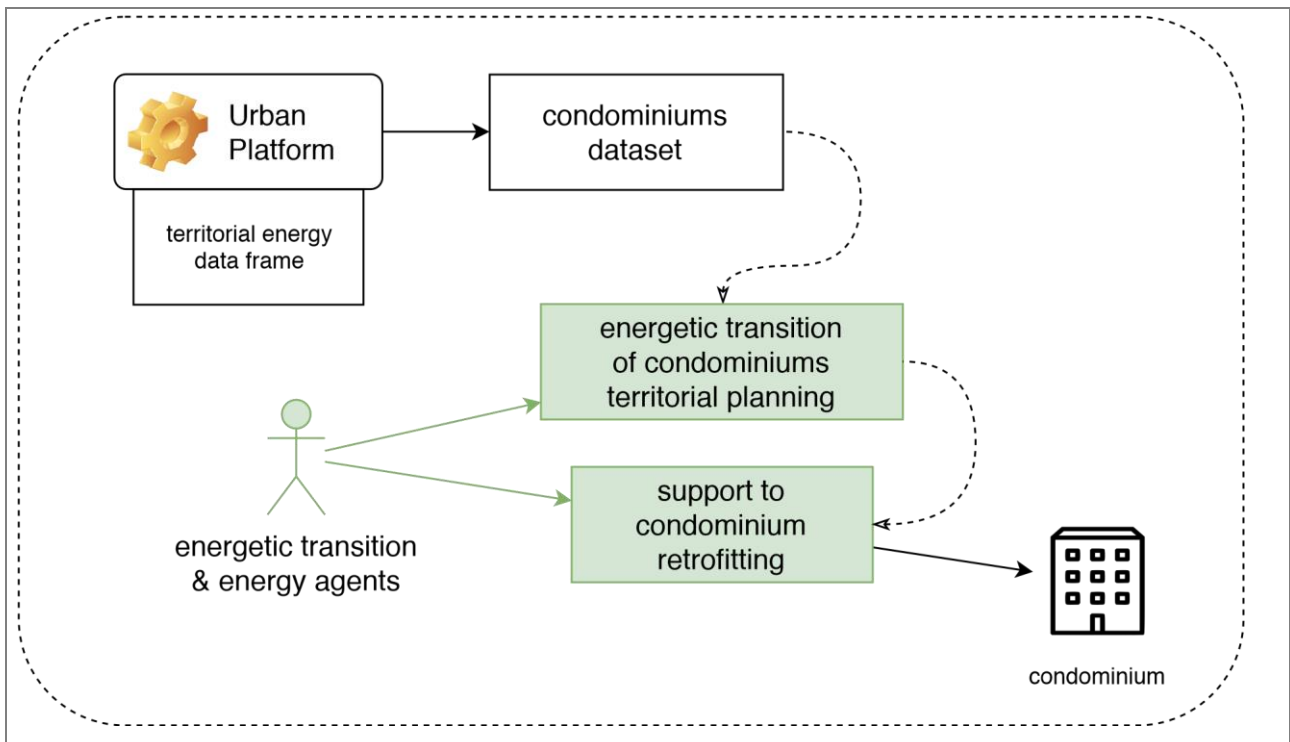 Urban
Platform
condominiums
dataset
territorial energy
data frame
energetic transition
of condominiums
territorial planning
support to
condominium
retrofitting
energetic transition
& energy agents
condominium